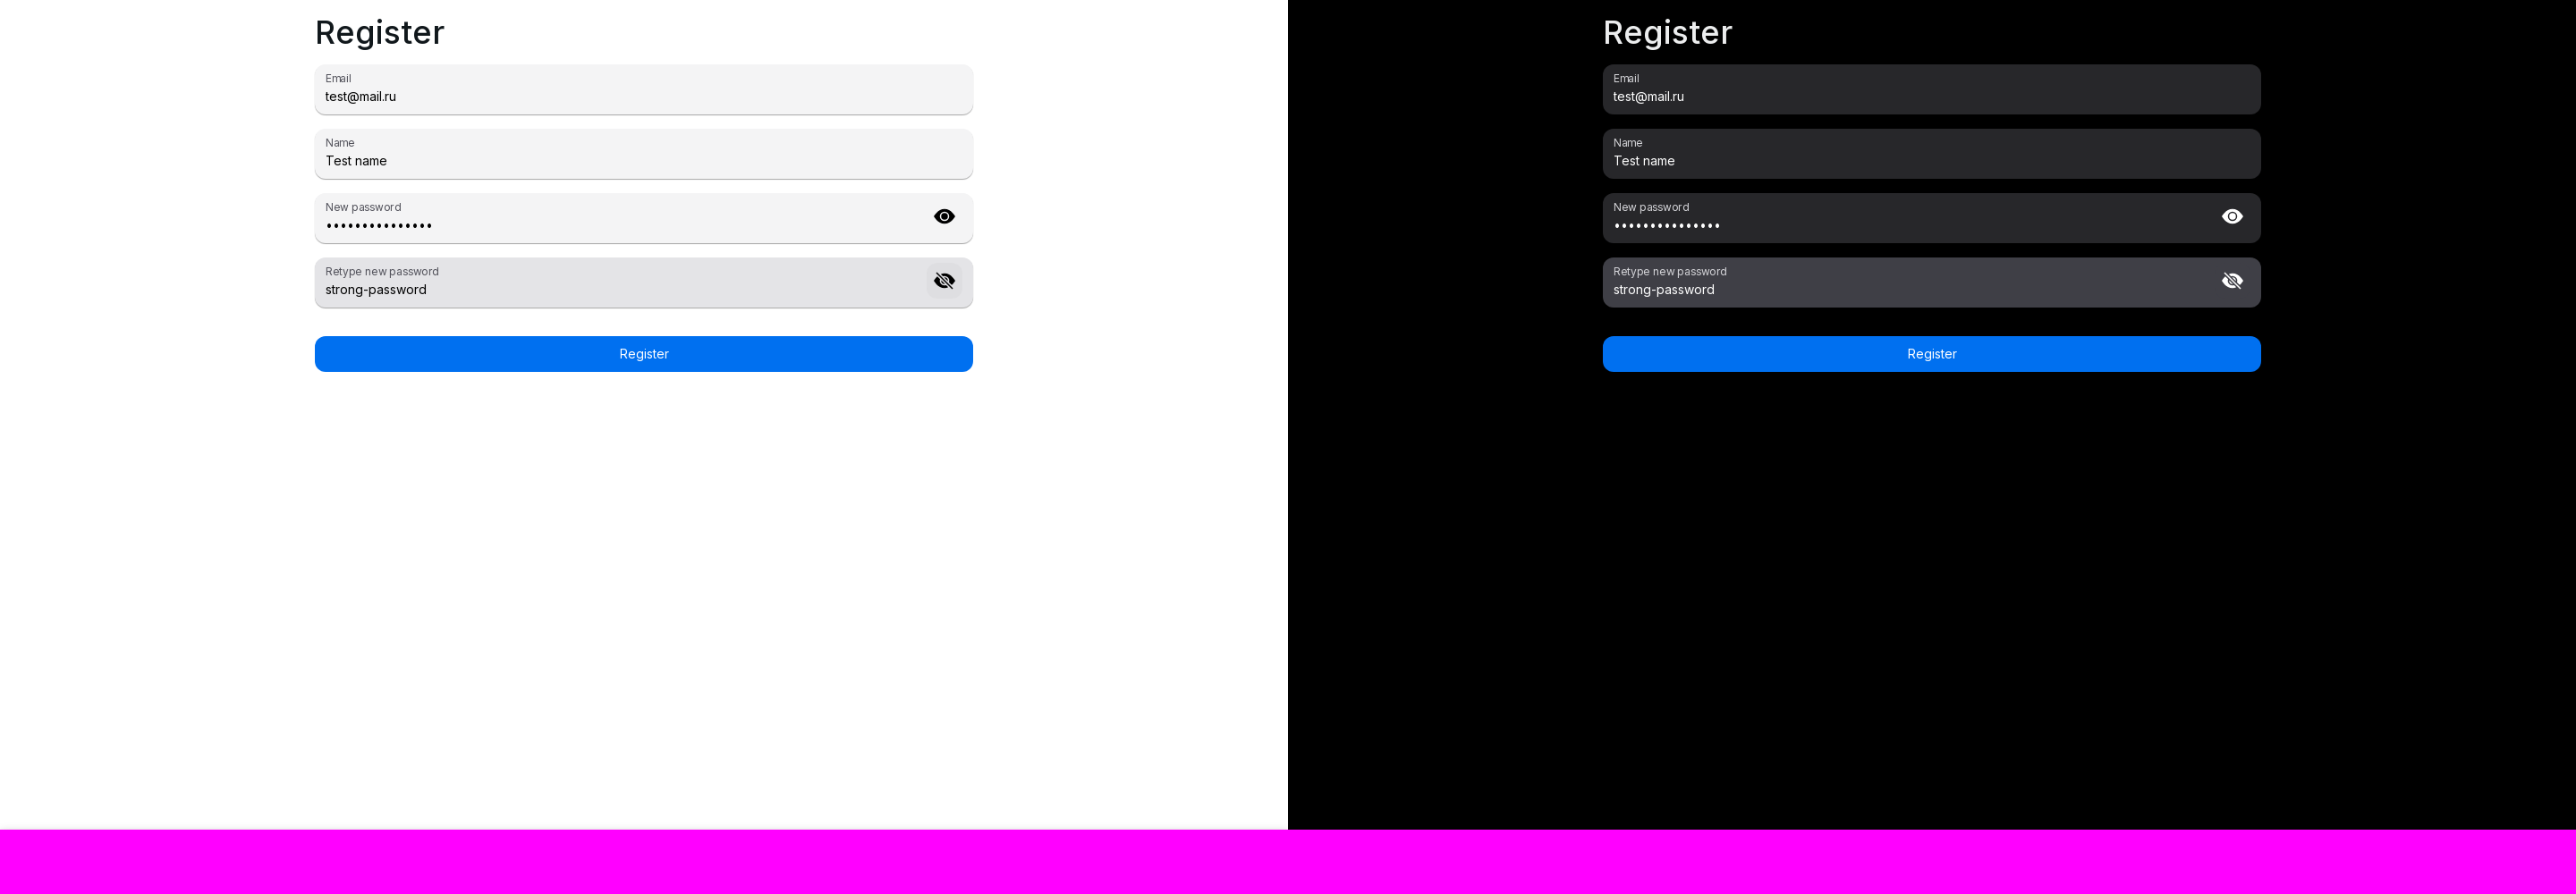 Register
Email
test@mail.ru
Name
Test name
New password
•••••••••••••••
Retype new password
strong-password
Register
Register
Email
test@mail.ru
Name
Test name
New password
•••••••••••••••
Retype new password
strong-password
Register